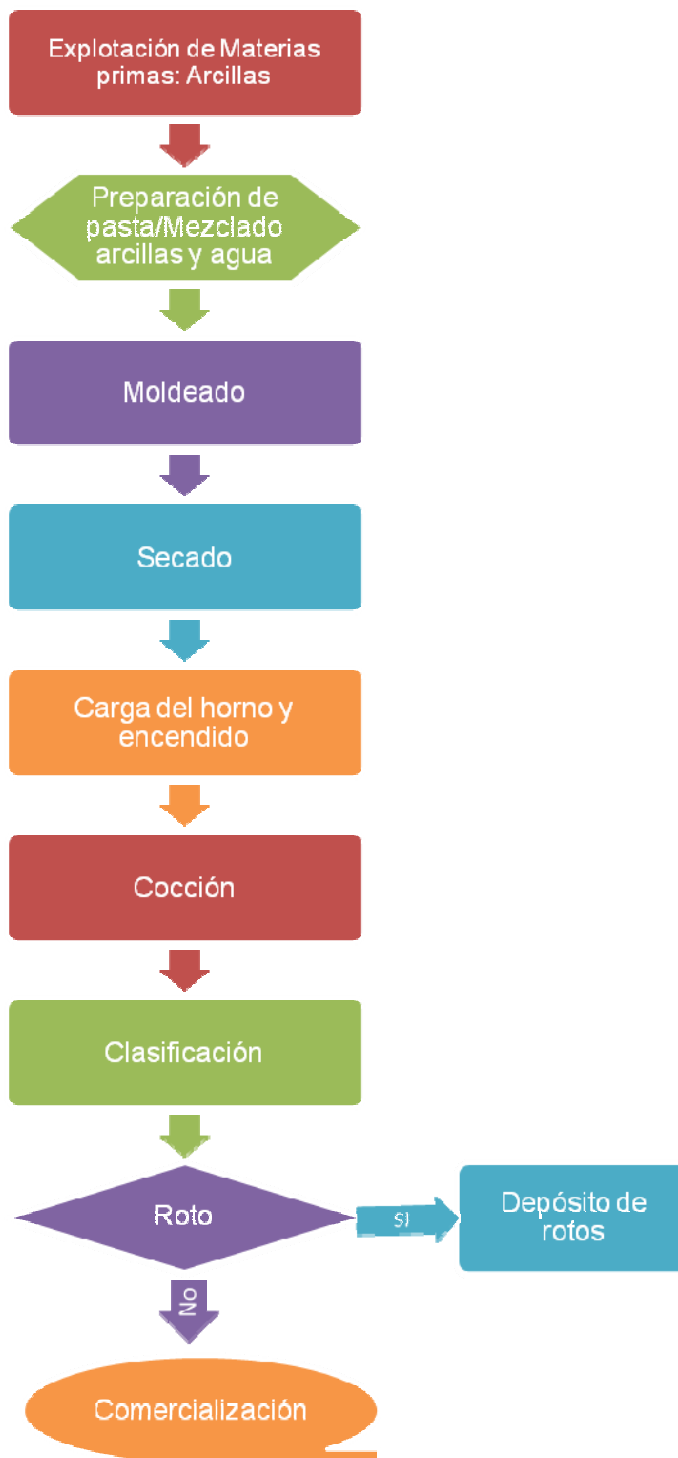 Explotación de Materias
primas: Arcillas
Preparación de
pasta/Mezclado
arcillas y agua
Moldeado
Secado
Carga del horno y
encendido
Cocción
Clasificación
Roto
SI
Depósito de
rotos
No
Comercialización